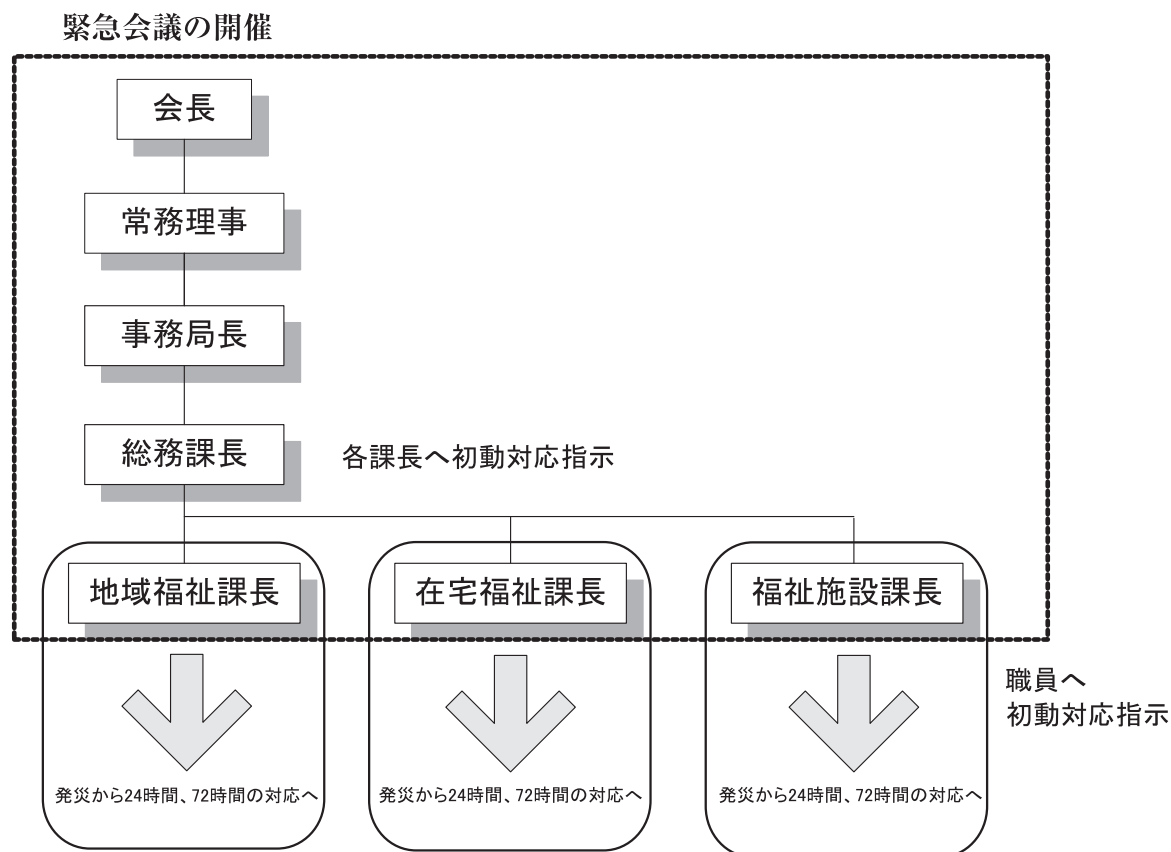 緊急会議の開催
会長
常務理事
事務局長
総務課長
各課長へ初動対応指示
地域福祉課長
在宅福祉課長
福祉施設課長
職員へ
初動対応指示
発災から24時間、72時間の対応へ
発災から24時間、72時間の対応へ
発災から24時間、72時間の対応へ